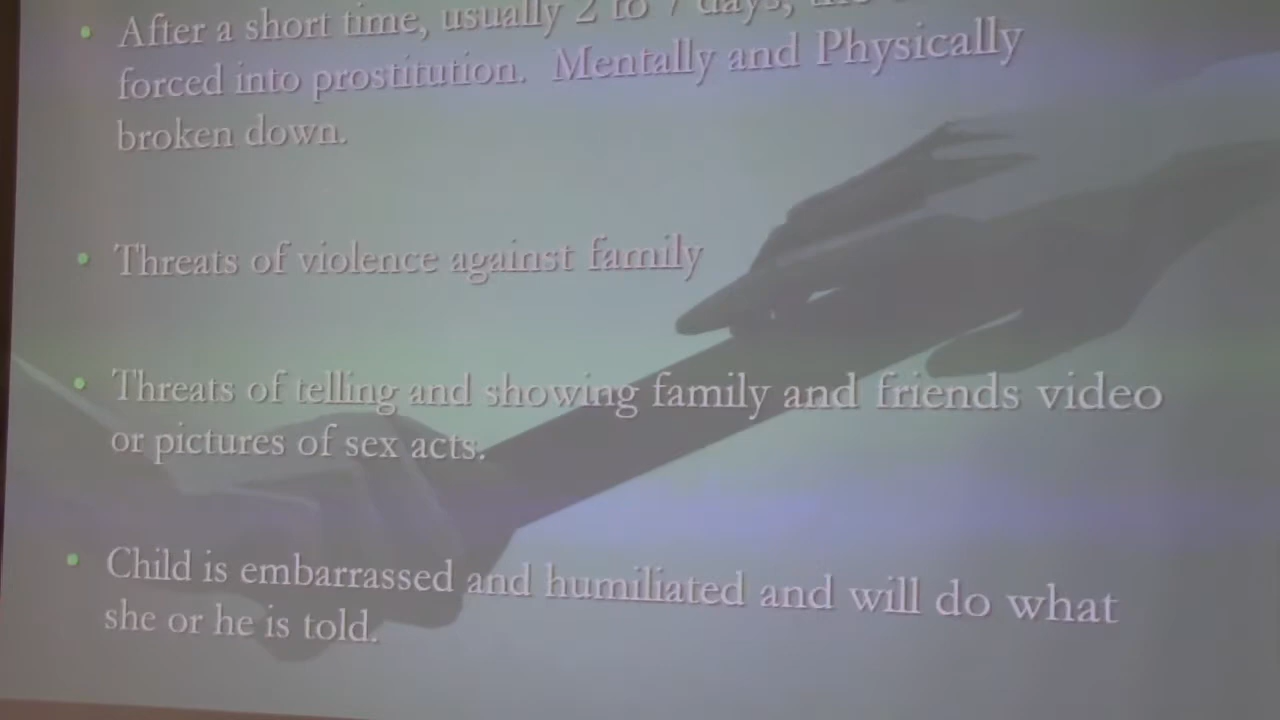 After a short time, usually 2 to 7 days,
forced into prostitution. Mentally and Physically
broken down.
Threats of violence against family
Threats of telling and showing family and friends video
or pictures of sex acts.
Child is embarrassed and humiliated and will do what
she or he is told.